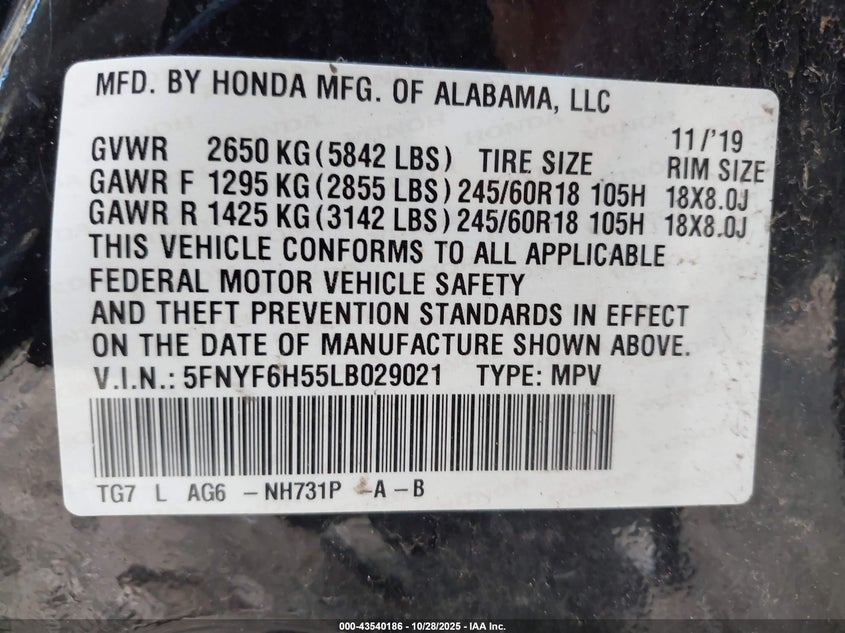 MFD. BY HONDA MFG. OF ALABAMA, LLC
11/'19
GVWR 2650 KG (5842 LBS) TIRE SIZE RIM SIZE
GAWR F 1295 KG (2855 LBS) 245/60R18 105H 18X8.0J
GAWR R 1425 KG (3142 LBS) 245/60R18 105H 18X8.0J
THIS VEHICLE CONFORMS TO ALL APPLICABLE
FEDERAL MOTOR VEHICLE SAFETY
AND THEFT PREVENTION STANDARDS IN EFFECT
ON THE DATE OF MANUFACTURE SHOWN ABOVE.
V.I.N.: 5FNYF6H55LB029021 TYPE: MPV
TG7 L AG6 -NH731P -A-B
000-43540186 - 10/28/2025 - IAA Inc.